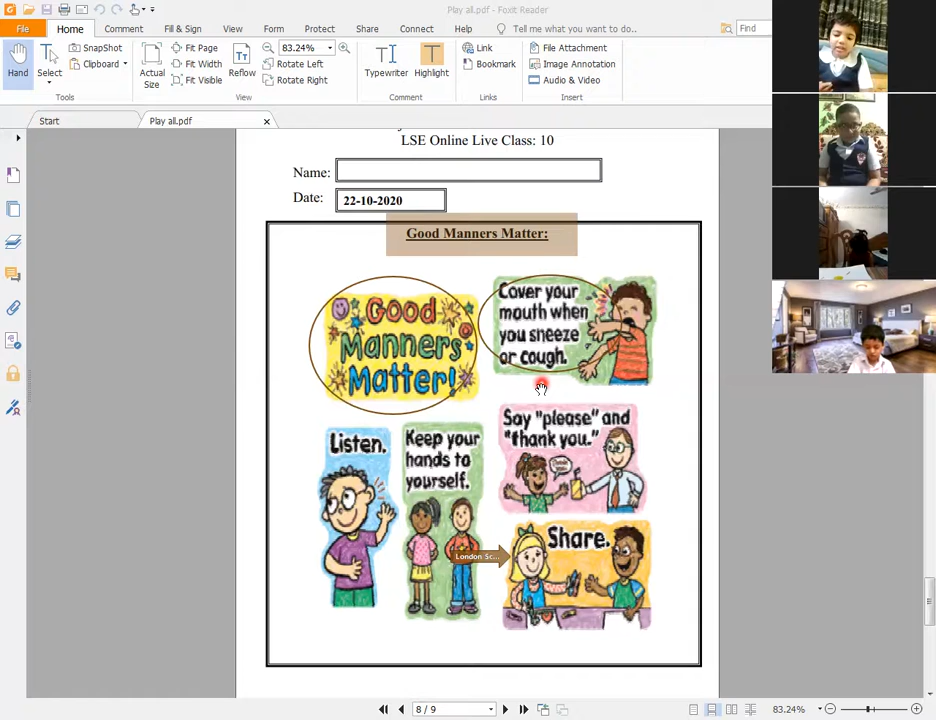 Play all.pdf - Foxit Reader
File Home Comment Fill & Sign View Form Protect Share Connect Help Tell me what you want to do.. Find
Hand
Select
SnapShot
Clipboard
Actual Size
Fit Page
Fit Width
Fit Visible
Reflow
83.24%
Rotate Left
Rotate Right
Typewriter
Highlight
Link
Bookmark
File Attachment
Image Annotation
Audio & Video
Tools View Comment Links Insert
Start Play all.pdf
LSE Online Live Class: 10
Name:
Date: 22-10-2020
Good Manners Matter:
Good
Manners
Matter!
Cover your
mouth when
you sneeze
or cough.
Listen.
Keep your
hands to
yourself.
Say "please" and
"thank you."
Thank you.
Share.
London Sc...
8 / 9
83.24%